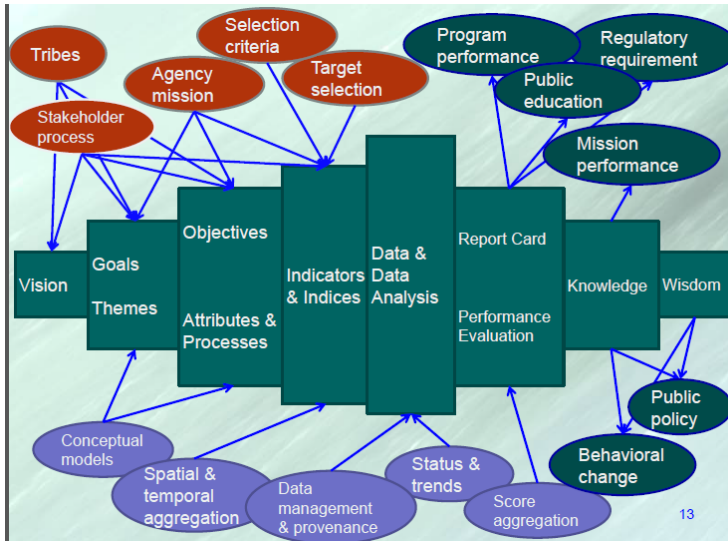 Tribes
Stakeholder
process
Agency
mission
Selection
criteria
Target
selection
Program
performance
Public
education
Regulatory
requirement
Mission
performance
Vision
Goals
Themes
Objectives
Attributes &
Processes
Indicators
& Indices
Data &
Data
Analysis
Report Card
Performance
Evaluation
Knowledge
Wisdom
Conceptual
models
Spatial &
temporal
aggregation
Data
management
& provenance
Status &
trends
Score
aggregation
Behavioral
change
Public
policy
13